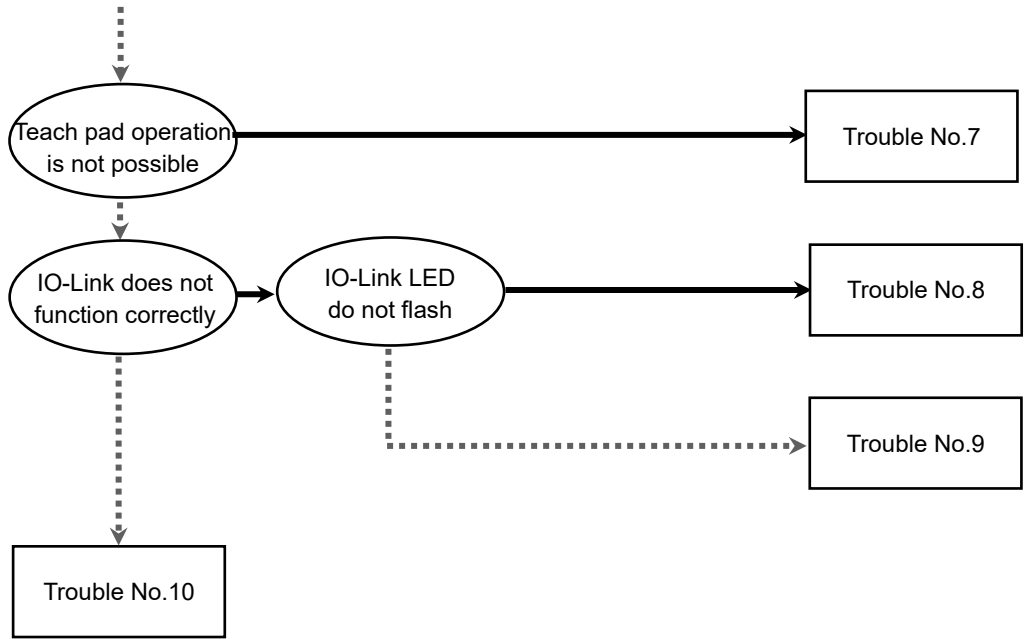 Teach pad operation
is not possible
Trouble No.7
IO-Link does not
function correctly
IO-Link LED
do not flash
Trouble No.8
Trouble No.9
Trouble No.10